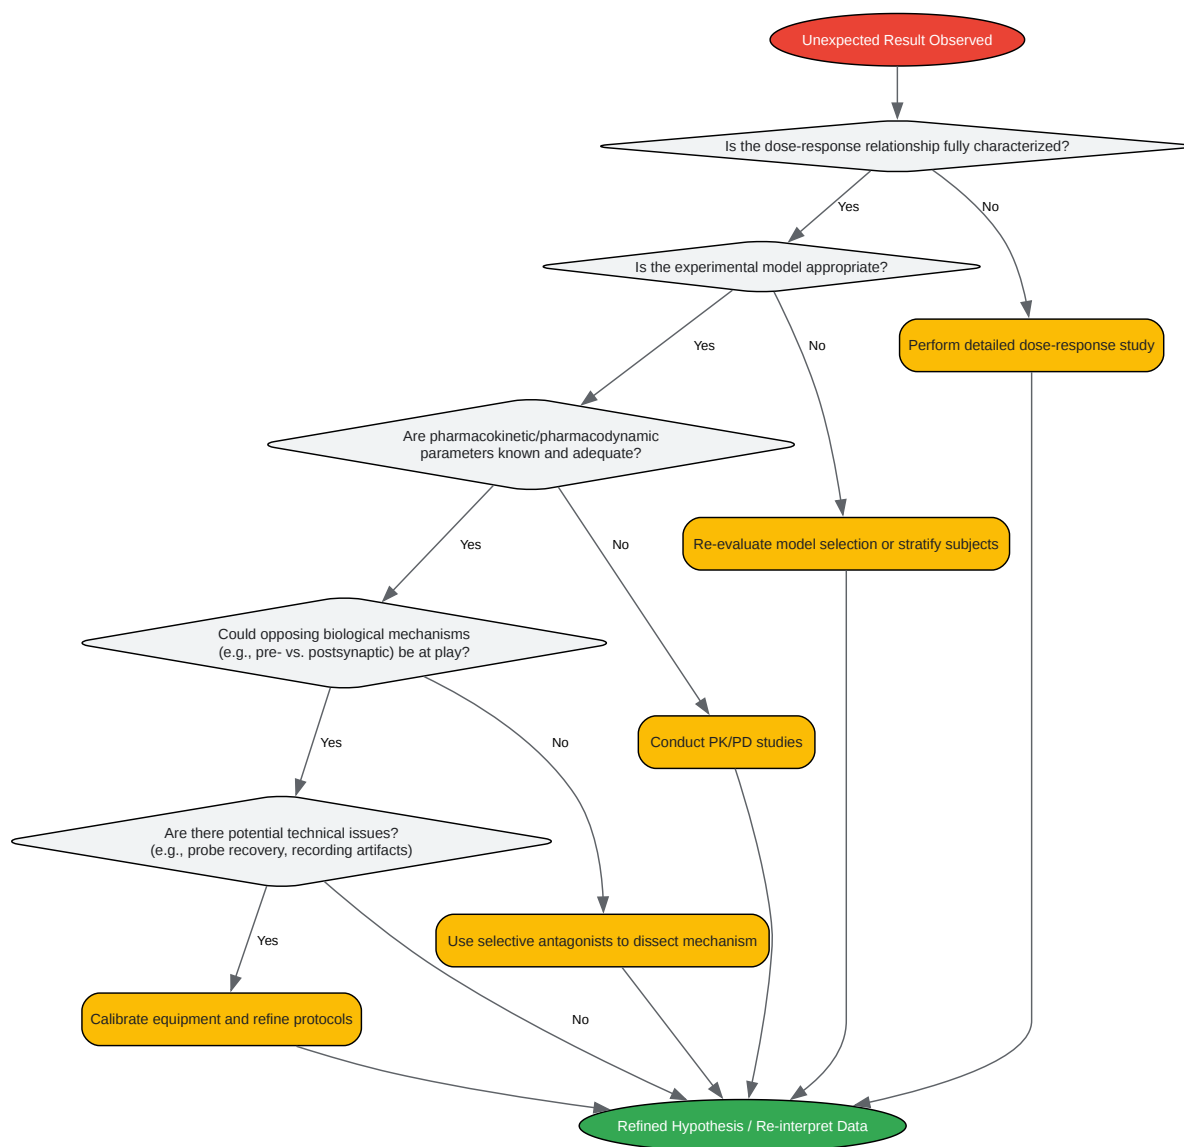 Unexpected Result Observed
Is the dose-response relationship fully characterized?
Yes
No
Is the experimental model appropriate?
Perform detailed dose-response study
Yes
No
Are pharmacokinetic/pharmacodynamic
parameters known and adequate?
Re-evaluate model selection or stratify subjects
Yes
No
Could opposing biological mechanisms
(e.g., pre- vs. postsynaptic) be at play?
Conduct PK/PD studies
Yes
No
Are there potential technical issues?
(e.g., probe recovery, recording artifacts)
Use selective antagonists to dissect mechanism
Yes
No
Calibrate equipment and refine protocols
Refined Hypothesis / Re-interpret Data